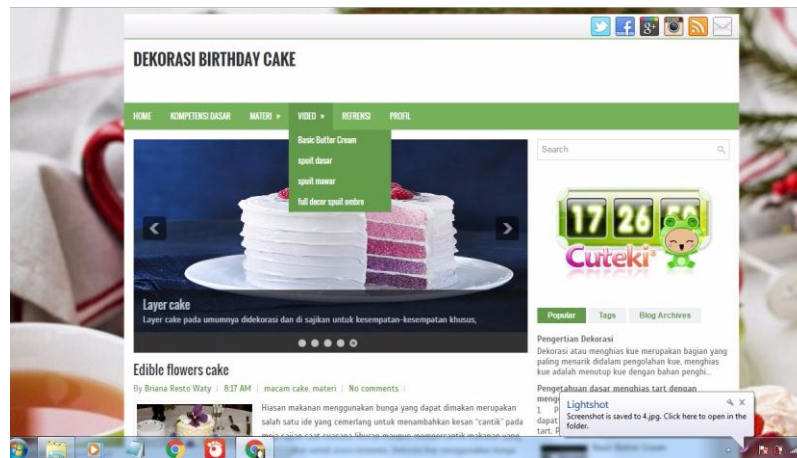 DEKORASI BIRTHDAY CAKE
HOME KOMPETENSI DASAR MATERI » VIDEO » REFRENSI PROFIL
Basic Butter Cream
spuit dasar
spuit mawar
full decor spuit ombre
Search
17 26
Cuteki
Layer cake
Layer cake pada umumnya didekorasi dan di sajikan untuk kesempatan-kesempatan khusus,
Popular Tags Blog Archives
Pengertian Dekorasi
Dekorasi atau menghias kue merupakan bagian yang
paling menarik didalam pengolahan kue, menghias
kue adalah menutup kue dengan bahan penghi...
Pengetahuan dasar menghias tart dengan
Edible flowers cake
By Briana Resto Waty | 8:17 AM | macam cake, materi | No comments |
Hiasan makanan menggunakan bunga yang dapat dimakan merupakan
salah satu ide yang cemerlang untuk menambahkan kesan "cantik" pada
Lightshot
Screenshot is saved to 4.jpg. Click here to open in the
folder.